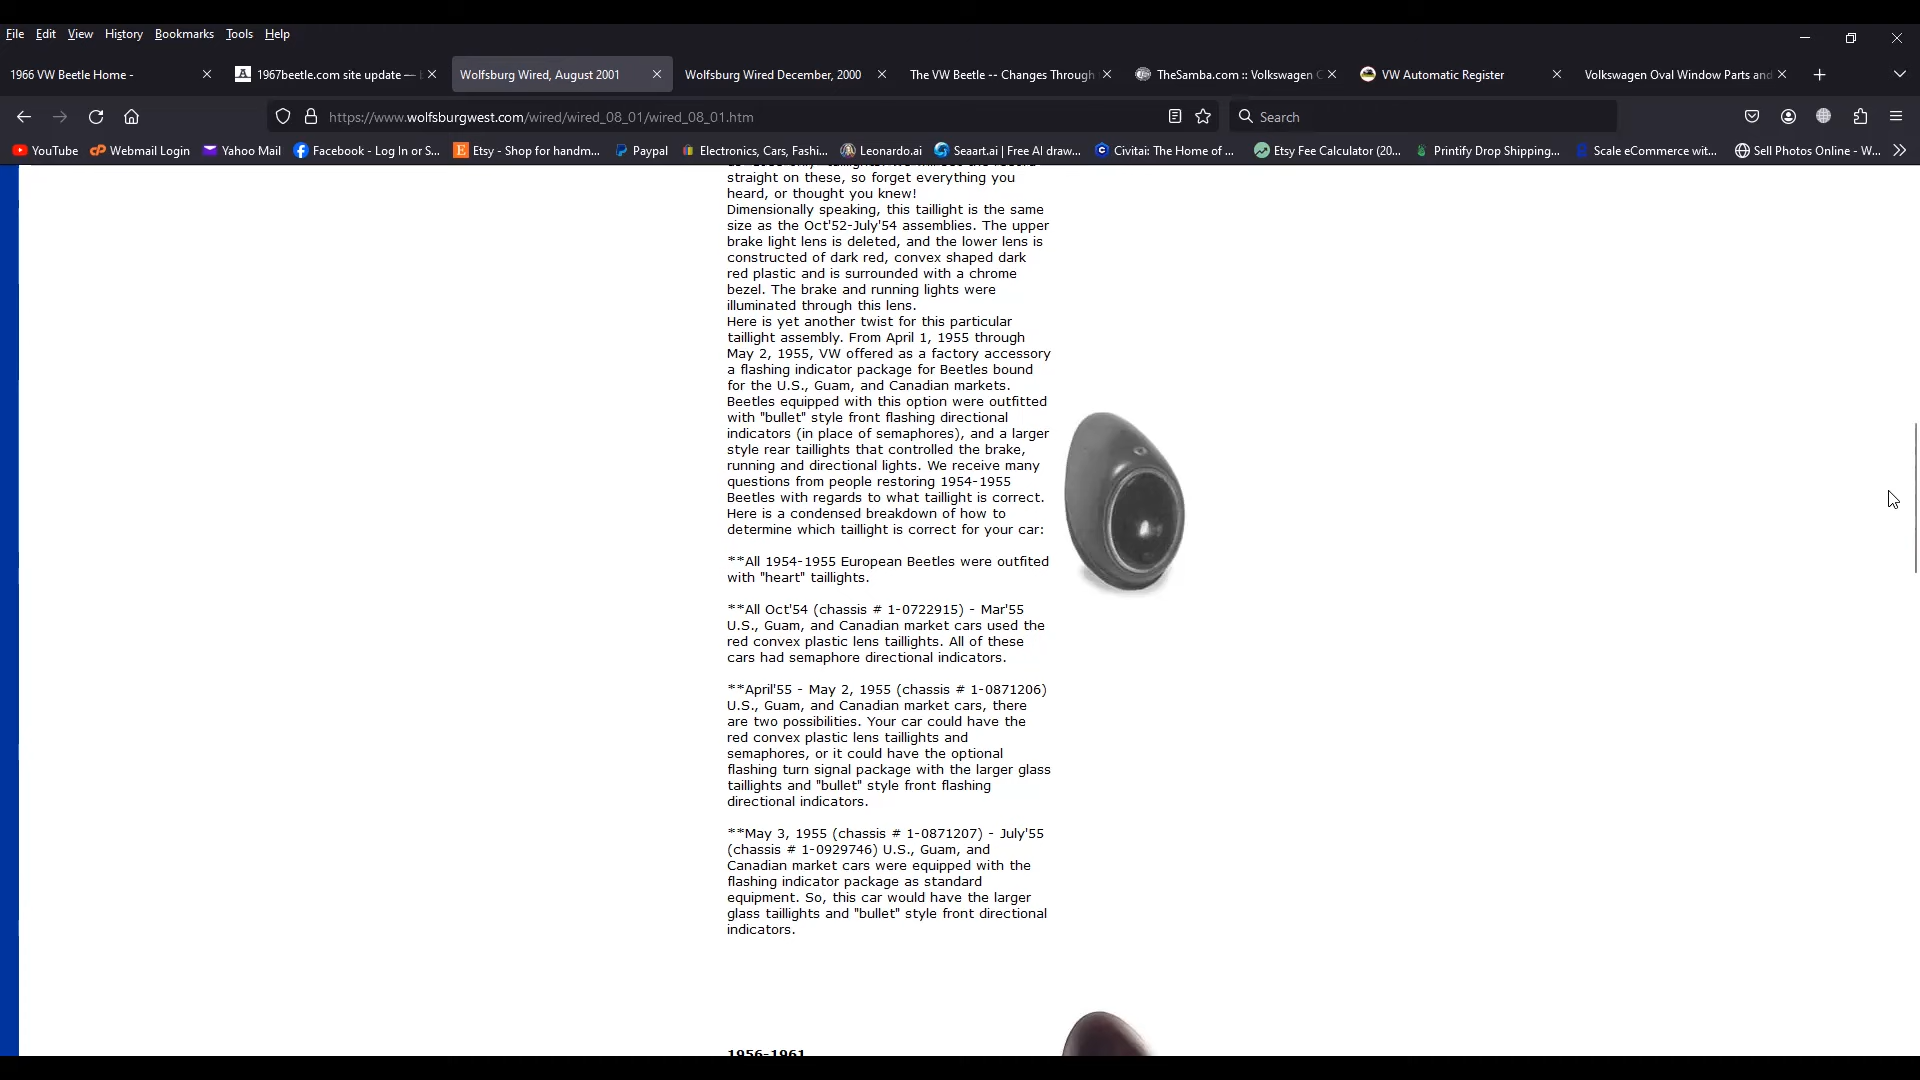 File Edit View History Bookmarks Tools Help
1966 VW Beetle Home -
1967beetle.com site update —
Wolfsburg Wired, August 2001
Wolfsburg Wired December, 2000
The VW Beetle -- Changes Through
TheSamba.com :: Volkswagen C
VW Automatic Register
Volkswagen Oval Window Parts and
https://www.wolfsburgwest.com/wired/wired_08_01/wired_08_01.htm
Search
YouTube
Webmail Login
Yahoo Mail
Facebook - Log In or S...
Etsy - Shop for handm...
Paypal
Electronics, Cars, Fashi...
Leonardo.ai
Seaart.ai | Free AI draw...
Civitai: The Home of ...
Etsy Fee Calculator (20...
Printify Drop Shipping...
Scale eCommerce wit...
Sell Photos Online - W...
straight on these, so forget everything you
heard, or thought you knew!
Dimensionally speaking, this taillight is the same
size as the Oct'52-July'54 assemblies. The upper
brake light lens is deleted, and the lower lens is
constructed of dark red, convex shaped dark
red plastic and is surrounded with a chrome
bezel. The brake and running lights were
illuminated through this lens.
Here is yet another twist for this particular
taillight assembly. From April 1, 1955 through
May 2, 1955, VW offered as a factory accessory
a flashing indicator package for Beetles bound
for the U.S., Guam, and Canadian markets.
Beetles equipped with this option were outfitted
with "bullet" style front flashing directional
indicators (in place of semaphores), and a larger
style rear taillights that controlled the brake,
running and directional lights. We receive many
questions from people restoring 1954-1955
Beetles with regards to what taillight is correct.
Here is a condensed breakdown of how to
determine which taillight is correct for your car:
**All 1954-1955 European Beetles were outfited
with "heart" taillights.
**All Oct'54 (chassis # 1-0722915) - Mar'55
U.S., Guam, and Canadian market cars used the
red convex plastic lens taillights. All of these
cars had semaphore directional indicators.
**April'55 - May 2, 1955 (chassis # 1-0871206)
U.S., Guam, and Canadian market cars, there
are two possibilities. Your car could have the
red convex plastic lens taillights and
semaphores, or it could have the optional
flashing turn signal package with the larger glass
taillights and "bullet" style front flashing
directional indicators.
**May 3, 1955 (chassis # 1-0871207) - July'55
(chassis # 1-0929746) U.S., Guam, and
Canadian market cars were equipped with the
flashing indicator package as standard
equipment. So, this car would have the larger
glass taillights and "bullet" style front directional
indicators.
1956-1961